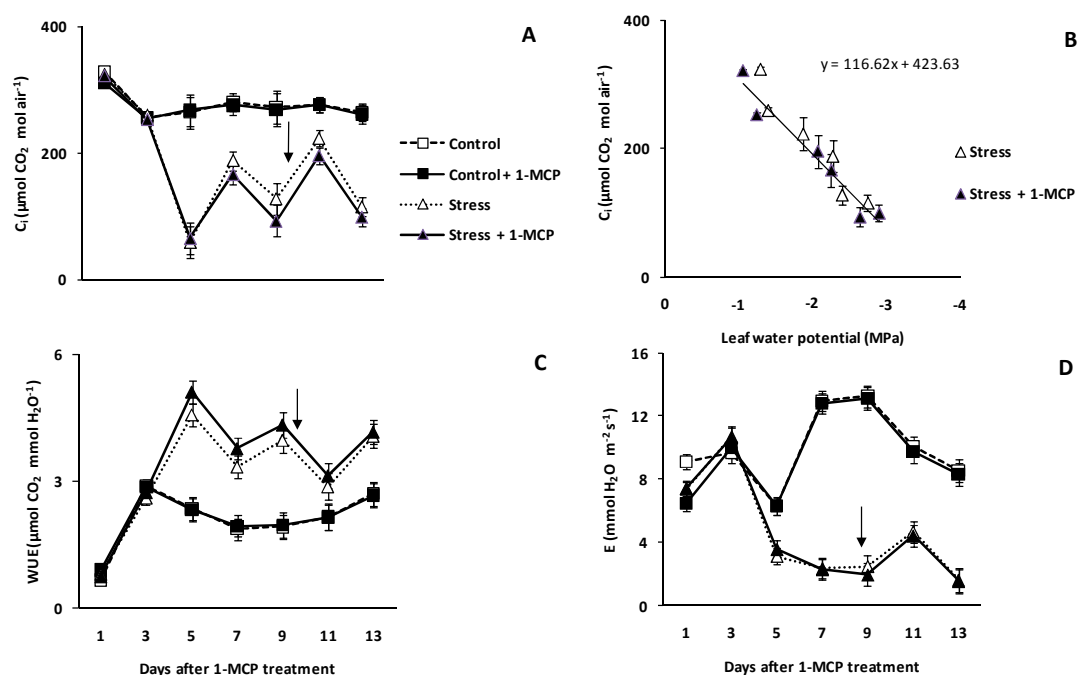 A
400
200
0
Cᵢ (µmol CO₂ mol air⁻¹)
Control
Control + 1-MCP
Stress
Stress + 1-MCP
B
400
200
0
Cᵢ (µmol CO₂ mol air⁻¹)
y = 116.62x + 423.63
Stress
Stress + 1-MCP
0 -1 -2 -3 -4
Leaf water potential (MPa)
C
6
3
0
WUE (µmol CO₂ mmol H₂O⁻¹)
1 3 5 7 9 11 13
Days after 1-MCP treatment
D
16
12
8
4
0
E (mmol H₂O m⁻² s⁻¹)
1 3 5 7 9 11 13
Days after 1-MCP treatment